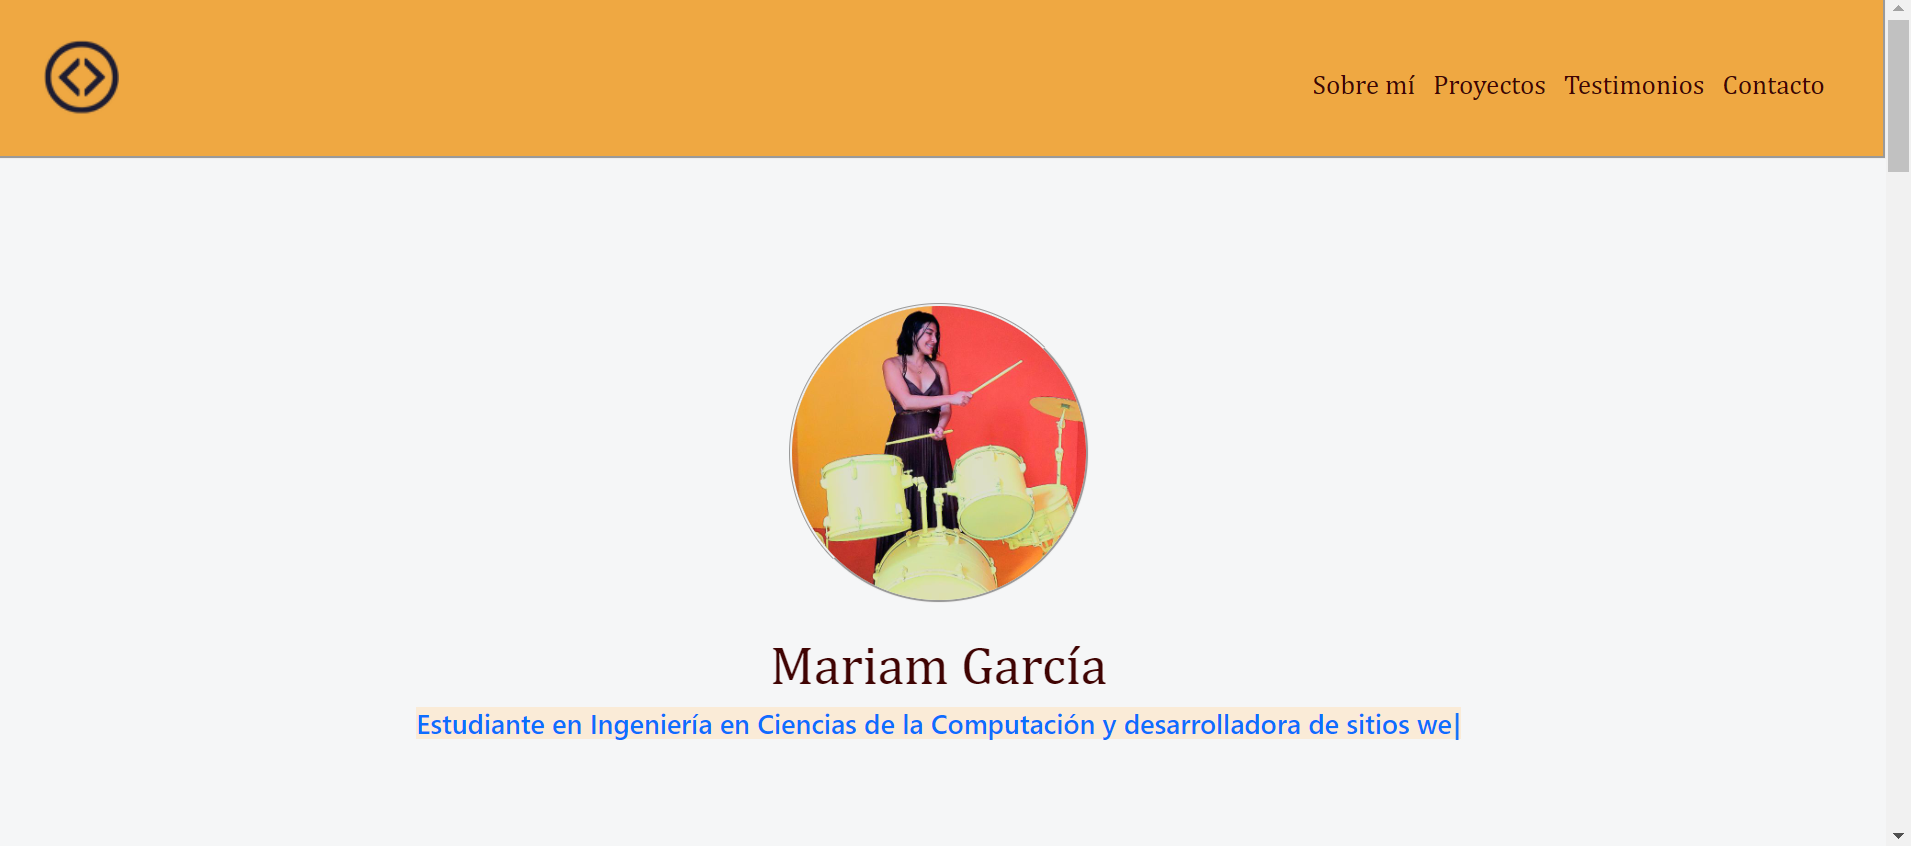 Sobre mí Proyectos Testimonios Contacto
Mariam García
Estudiante en Ingeniería en Ciencias de la Computación y desarrolladora de sitios we|